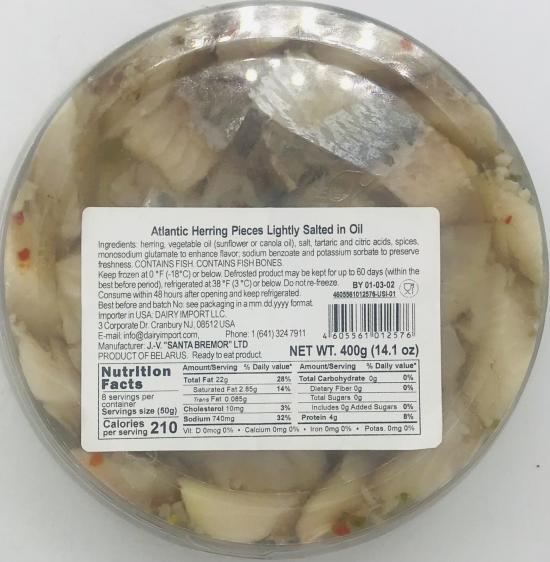 Atlantic Herring Pieces Lightly Salted in Oil
Ingredients: herring, vegetable oil (sunflower or canola oil), salt, tartaric and citric acids, spices,
monosodium glutamate to enhance flavor; sodium benzoate and potassium sorbate to preserve
freshness. CONTAINS FISH. CONTAINS FISH BONES.
Keep frozen at 0 °F (-18°C) or below. Defrosted product may be kept for up to 60 days (within the
best before period), refrigerated at 38 °F (3 °C) or below. Do not re-freeze.
Consume within 48 hours after opening and keep refrigerated.
BY 01-03-02
4605561012576-USI-01
Best before and batch No: see packaging in a mm.dd.yyyy format.
Importer in USA: DAIRY IMPORT LLC.
3 Corporate Dr. Cranbury NJ, 08512 USA
E-mail: info@dairyimport.com, Phone: 1 (641) 324 7911
4 605561 012576
Manufacturer: J.-V. "SANTA BREMOR" LTD
PRODUCT OF BELARUS. Ready to eat product.
NET WT. 400g (14.1 oz)
Nutrition
Facts
8 servings per
container
Servings size (50g)
Calories
per serving 210
Amount/Serving % Daily value*
Total Fat 22g 28%
Saturated Fat 2.85g 14%
Trans Fat 0.085g
Cholesterol 10mg 3%
Sodium 740mg 32%
Amount/Serving % Daily value*
Total Carbohydrate 0g 0%
Dietary Fiber 0g 0%
Total Sugars 0g
Includes 0g Added Sugars 0%
Protein 4g 8%
Vit. D 0mcg 0% • Calcium 0mg 0% • Iron 0mg 0% • Potas. 0mg 0%